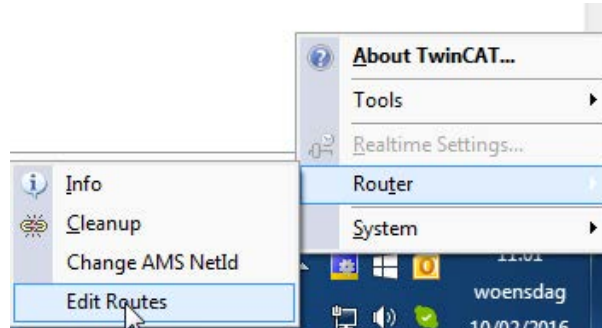 About TwinCAT...
Tools
Realtime Settings...
Router
System
Info
Cleanup
Change AMS NetId
Edit Routes
11:01
woensdag
10/02/2016